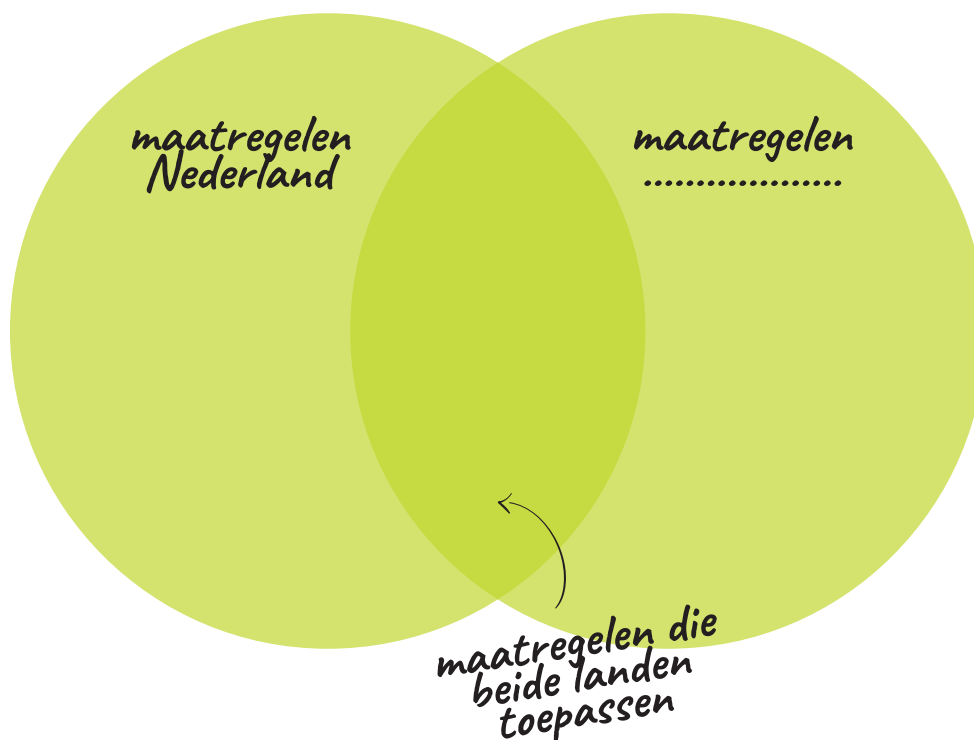 maatregelen
Nederland
maatregelen
...................
maatregelen die
beide landen
toepassen